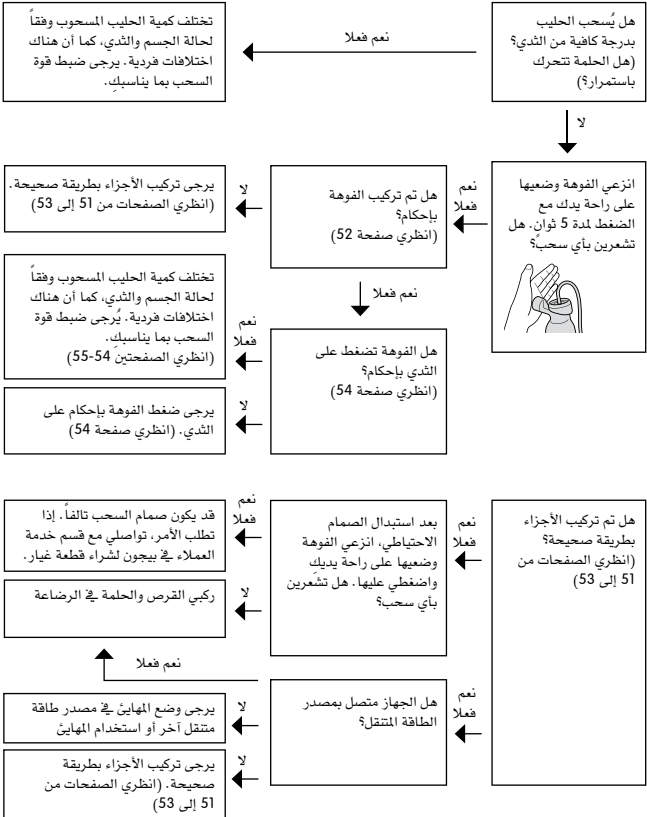 هل يُسحب الحليب
بدرجة كافية من الثدي؟
(هل الحلمة تتحرك
باستمرار؟)
نعم فعلا
تختلف كمية الحليب المسحوب وفقاً
لحالة الجسم والثدي، كما أن هناك
اختلافات فردية. يرجى ضبط قوة
السحب بما يناسبكِ.
لا
انزعي الفوهة وضعيها
على راحة يدك مع
الضغط لمدة 5 ثوانٍ. هل
تشعرين بأي سحبً؟
نعم
فعلا
هل تم تركيب الفوهة
بإحكام؟
(انظري صفحة 52)
لا
يرجى تركيب الأجزاء بطريقة صحيحة.
(انظري الصفحات من 51 إلى 53)
نعم فعلا
هل الفوهة تضغط على
الثدي بإحكام؟
(انظري صفحة 54)
نعم
فعلا
تختلف كمية الحليب المسحوب وفقاً
لحالة الجسم والثدي، كما أن هناك
اختلافات فردية. يُرجى ضبط قوة
السحب بما يناسبكِ.
(انظري الصفحتين 54-55)
لا
يرجى ضغط الفوهة بإحكام على
الثدي. (انظري صفحة 54)
هل تم تركيب الأجزاء
بطريقة صحيحة؟
(انظري الصفحات من
51 إلى 53)
نعم
فعلا
بعد استبدال الصمام
الاحتياطي، انزعي الفوهة
وضعيها على راحة يديكِ
واضغطي عليها. هل تشعرين
بأي سحب؟
نعم
فعلا
قد يكون صمام السحب تالفاً. إذا
تطلب الأمر، تواصلي مع قسم خدمة
العملاء في بيجون لشراء قطعة غيار.
لا
ركبي القرص والحلمة في الرضاعة
نعم فعلا
نعم
فعلا
هل الجهاز متصل بمصدر
الطاقة المتنقل؟
لا
يرجى وضع المهايئ في مصدر طاقة
متنقل آخر أو استخدام المهايئ
لا
يرجى تركيب الأجزاء بطريقة
صحيحة. (انظري الصفحات من
51 إلى 53)